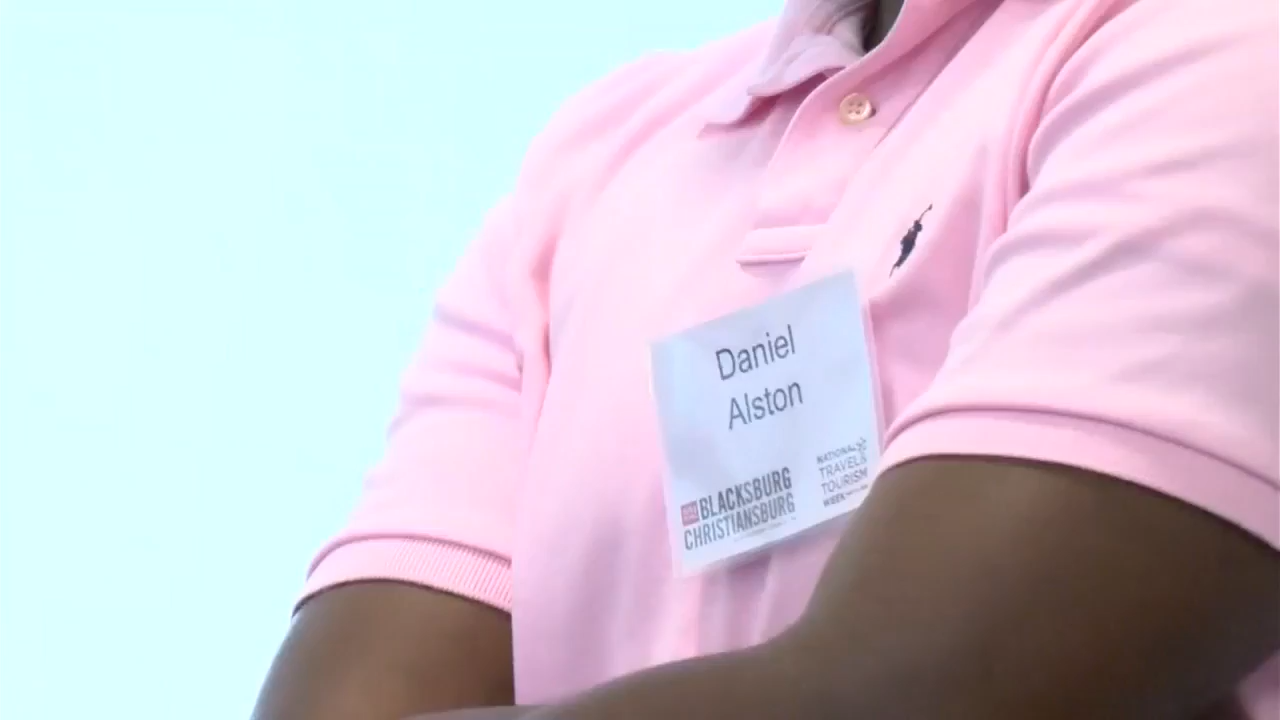 Daniel
Alston
BLACKSBURG
CHRISTIANSBURG
NATIONAL
TRAVEL&
TOURISM
WEEK